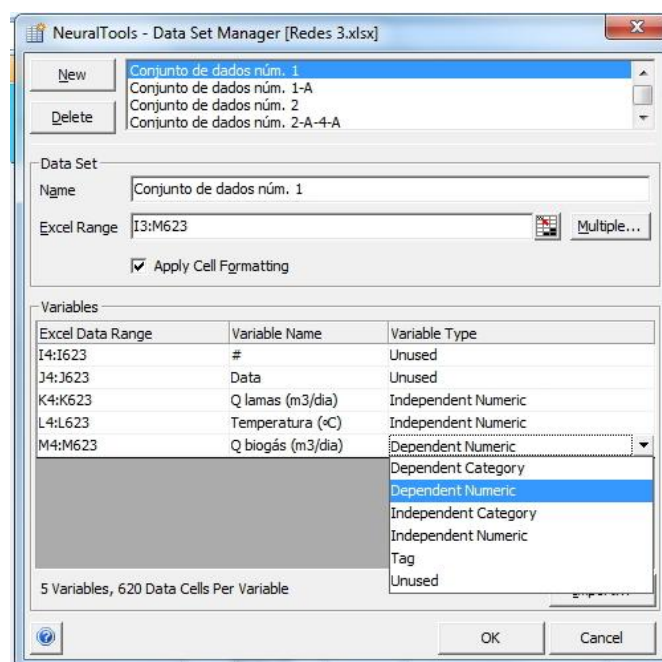 NeuralTools - Data Set Manager [Redes 3.xlsx]
New
Conjunto de dados núm. 1
Conjunto de dados núm. 1-A
Delete
Conjunto de dados núm. 2
Conjunto de dados núm. 2-A-4-A
Data Set
Name Conjunto de dados núm. 1
Excel Range I3:M623 Multiple...
Apply Cell Formatting
Variables
Excel Data Range Variable Name Variable Type
I4:I623 # Unused
J4:J623 Data Unused
K4:K623 Q lamas (m3/dia) Independent Numeric
L4:L623 Temperatura (ºC) Independent Numeric
M4:M623 Q biogás (m3/dia) Dependent Numeric
Dependent Category
Dependent Numeric
Independent Category
Independent Numeric
Tag
Unused
5 Variables, 620 Data Cells Per Variable
OK Cancel